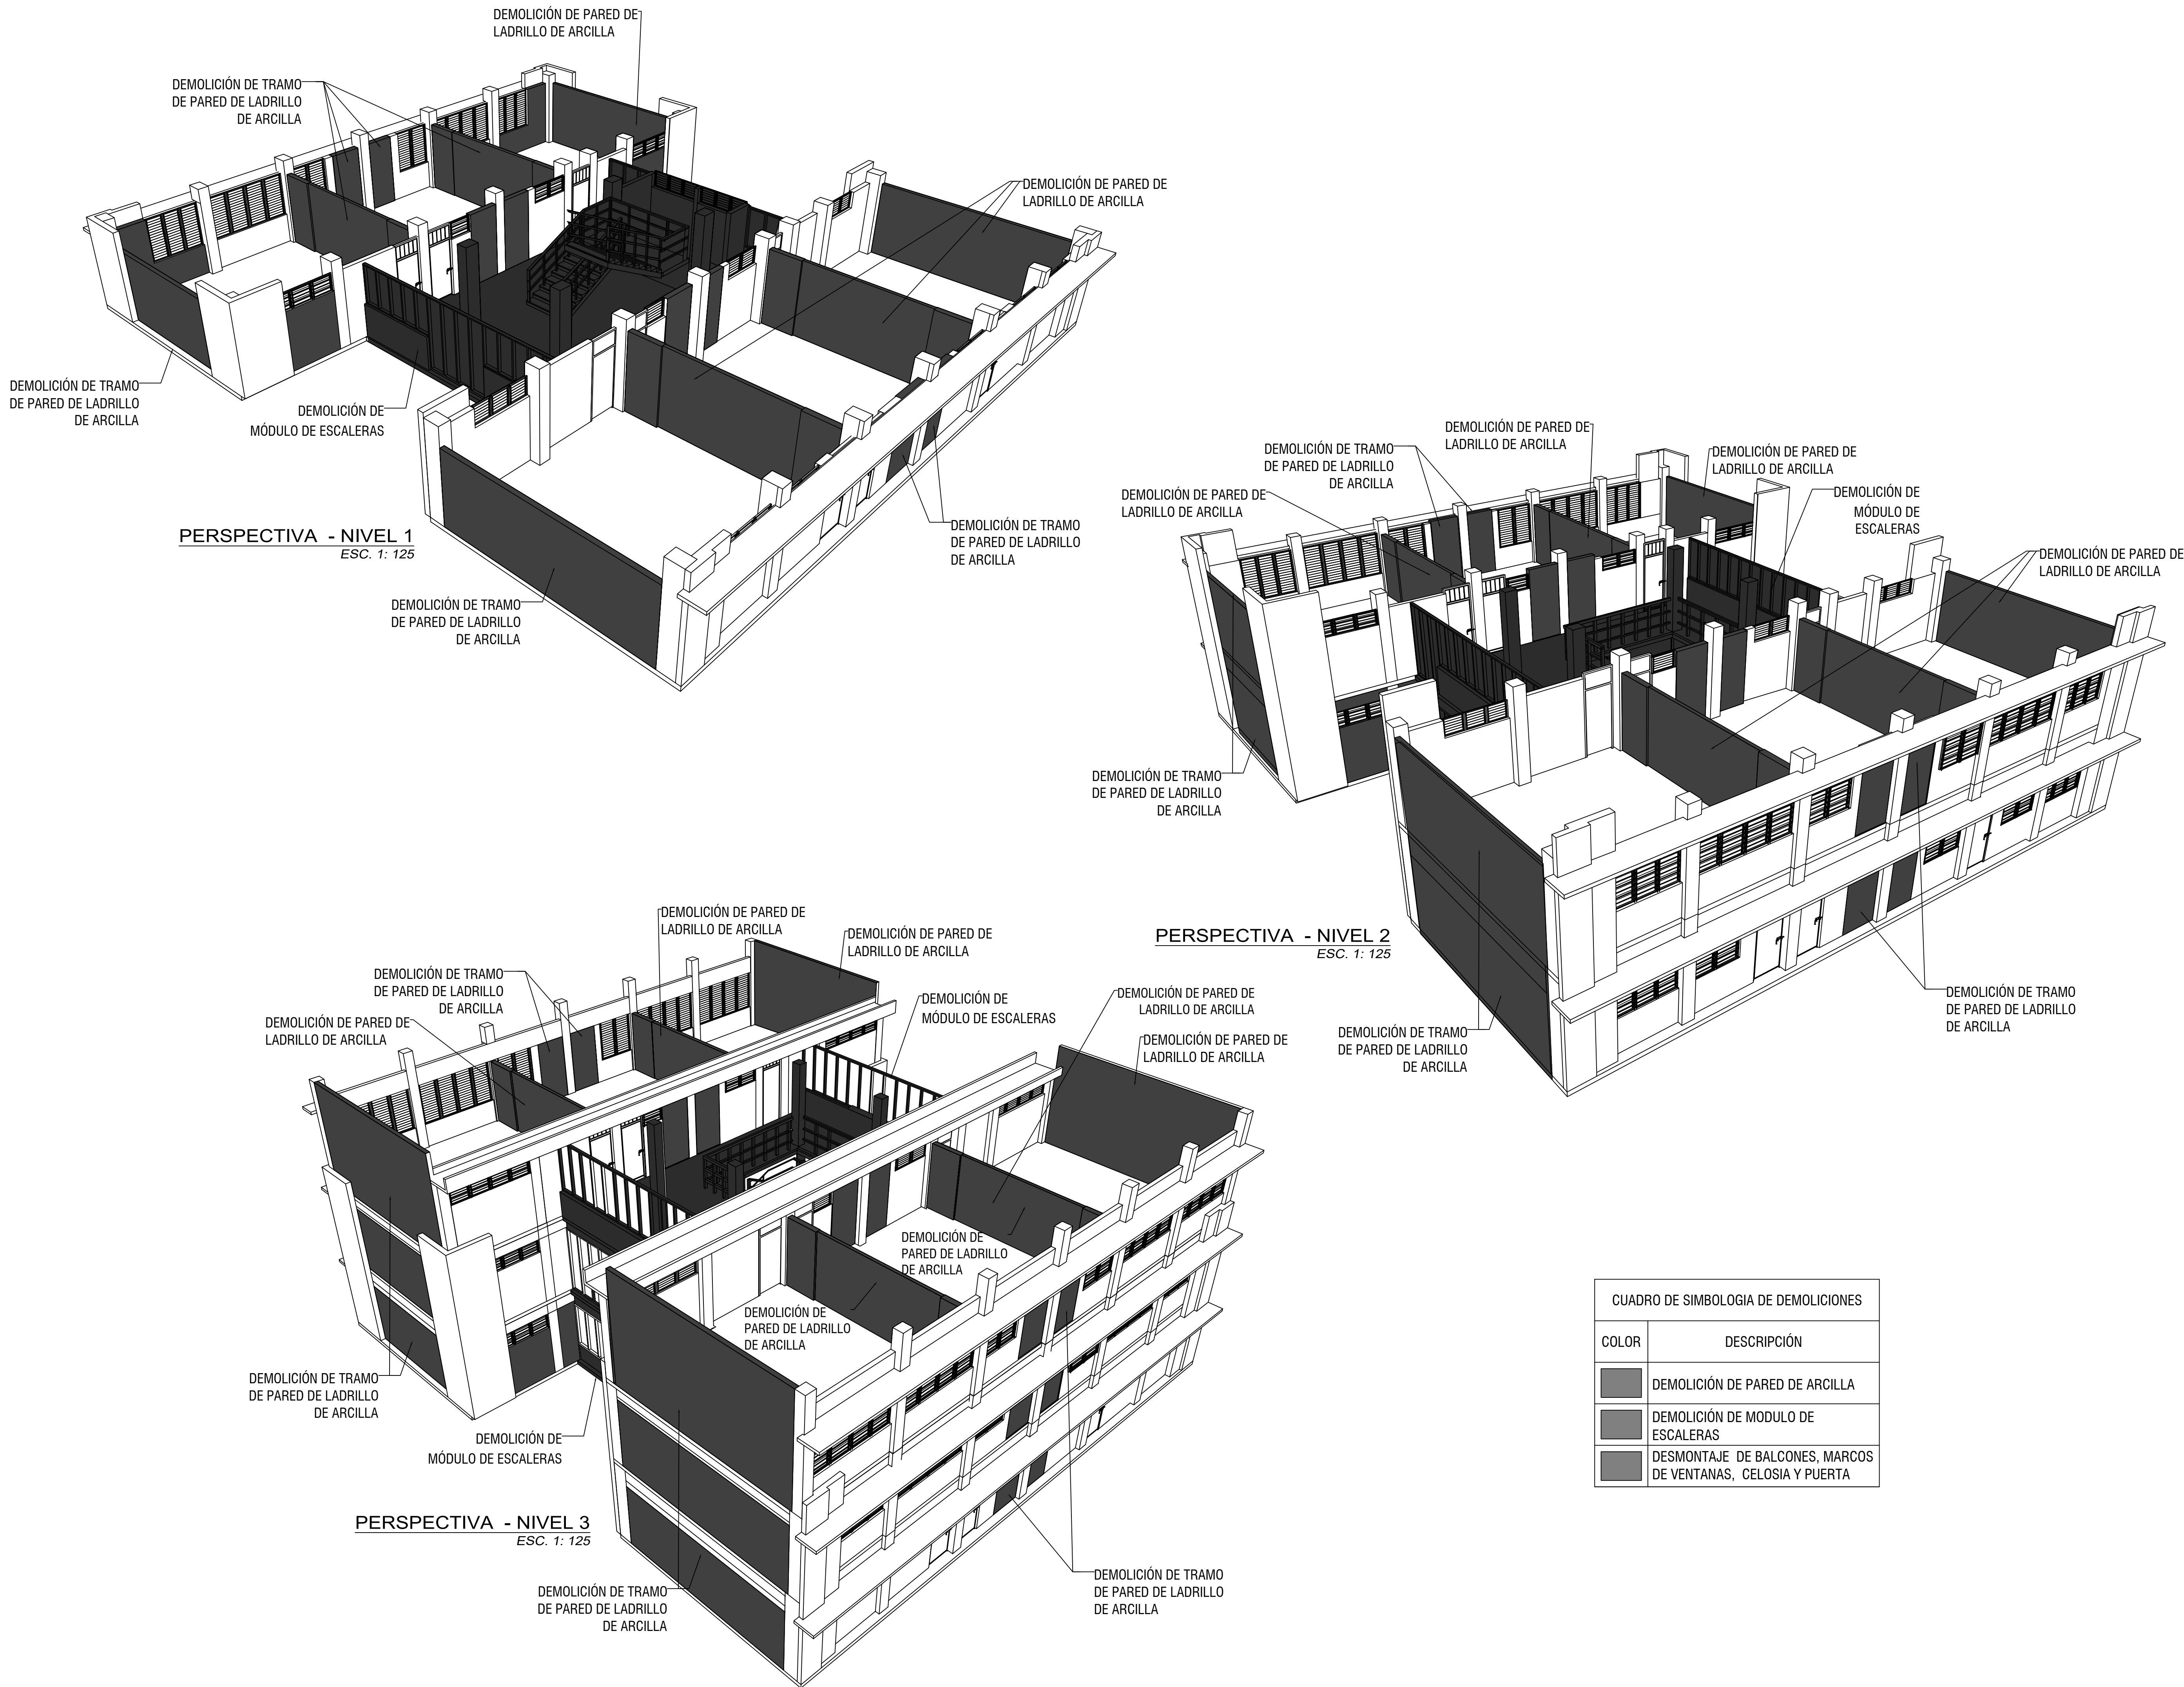 DEMOLICIÓN DE PARED DE
LADRILLO DE ARCILLA
DEMOLICIÓN DE TRAMO
DE PARED DE LADRILLO
DE ARCILLA
DEMOLICIÓN DE PARED DE
LADRILLO DE ARCILLA
DEMOLICIÓN DE TRAMO
DE PARED DE LADRILLO
DE ARCILLA
DEMOLICIÓN DE
MÓDULO DE ESCALERAS
DEMOLICIÓN DE TRAMO
DE PARED DE LADRILLO
DE ARCILLA
PERSPECTIVA - NIVEL 1
ESC. 1: 125
DEMOLICIÓN DE TRAMO
DE PARED DE LADRILLO
DE ARCILLA
DEMOLICIÓN DE PARED DE
LADRILLO DE ARCILLA
DEMOLICIÓN DE TRAMO
DE PARED DE LADRILLO
DE ARCILLA
DEMOLICIÓN DE PARED DE
LADRILLO DE ARCILLA
DEMOLICIÓN DE PARED DE
LADRILLO DE ARCILLA
DEMOLICIÓN DE
MÓDULO DE
ESCALERAS
DEMOLICIÓN DE PARED DE
LADRILLO DE ARCILLA
DEMOLICIÓN DE TRAMO
DE PARED DE LADRILLO
DE ARCILLA
PERSPECTIVA - NIVEL 2
ESC. 1: 125
DEMOLICIÓN DE TRAMO
DE PARED DE LADRILLO
DE ARCILLA
DEMOLICIÓN DE TRAMO
DE PARED DE LADRILLO
DE ARCILLA
DEMOLICIÓN DE PARED DE
LADRILLO DE ARCILLA
DEMOLICIÓN DE PARED DE
LADRILLO DE ARCILLA
DEMOLICIÓN DE TRAMO
DE PARED DE LADRILLO
DE ARCILLA
DEMOLICIÓN DE PARED DE
LADRILLO DE ARCILLA
DEMOLICIÓN DE
MÓDULO DE ESCALERAS
DEMOLICIÓN DE PARED DE
LADRILLO DE ARCILLA
DEMOLICIÓN DE PARED DE
LADRILLO DE ARCILLA
DEMOLICIÓN DE
PARED DE LADRILLO
DE ARCILLA
DEMOLICIÓN DE
PARED DE LADRILLO
DE ARCILLA
DEMOLICIÓN DE TRAMO
DE PARED DE LADRILLO
DE ARCILLA
DEMOLICIÓN DE
MÓDULO DE ESCALERAS
PERSPECTIVA - NIVEL 3
ESC. 1: 125
DEMOLICIÓN DE TRAMO
DE PARED DE LADRILLO
DE ARCILLA
DEMOLICIÓN DE TRAMO
DE PARED DE LADRILLO
DE ARCILLA
CUADRO DE SIMBOLOGIA DE DEMOLICIONES
COLOR DESCRIPCIÓN
DEMOLICIÓN DE PARED DE ARCILLA
DEMOLICIÓN DE MODULO DE
ESCALERAS
DESMONTAJE DE BALCONES, MARCOS
DE VENTANAS, CELOSIA Y PUERTA